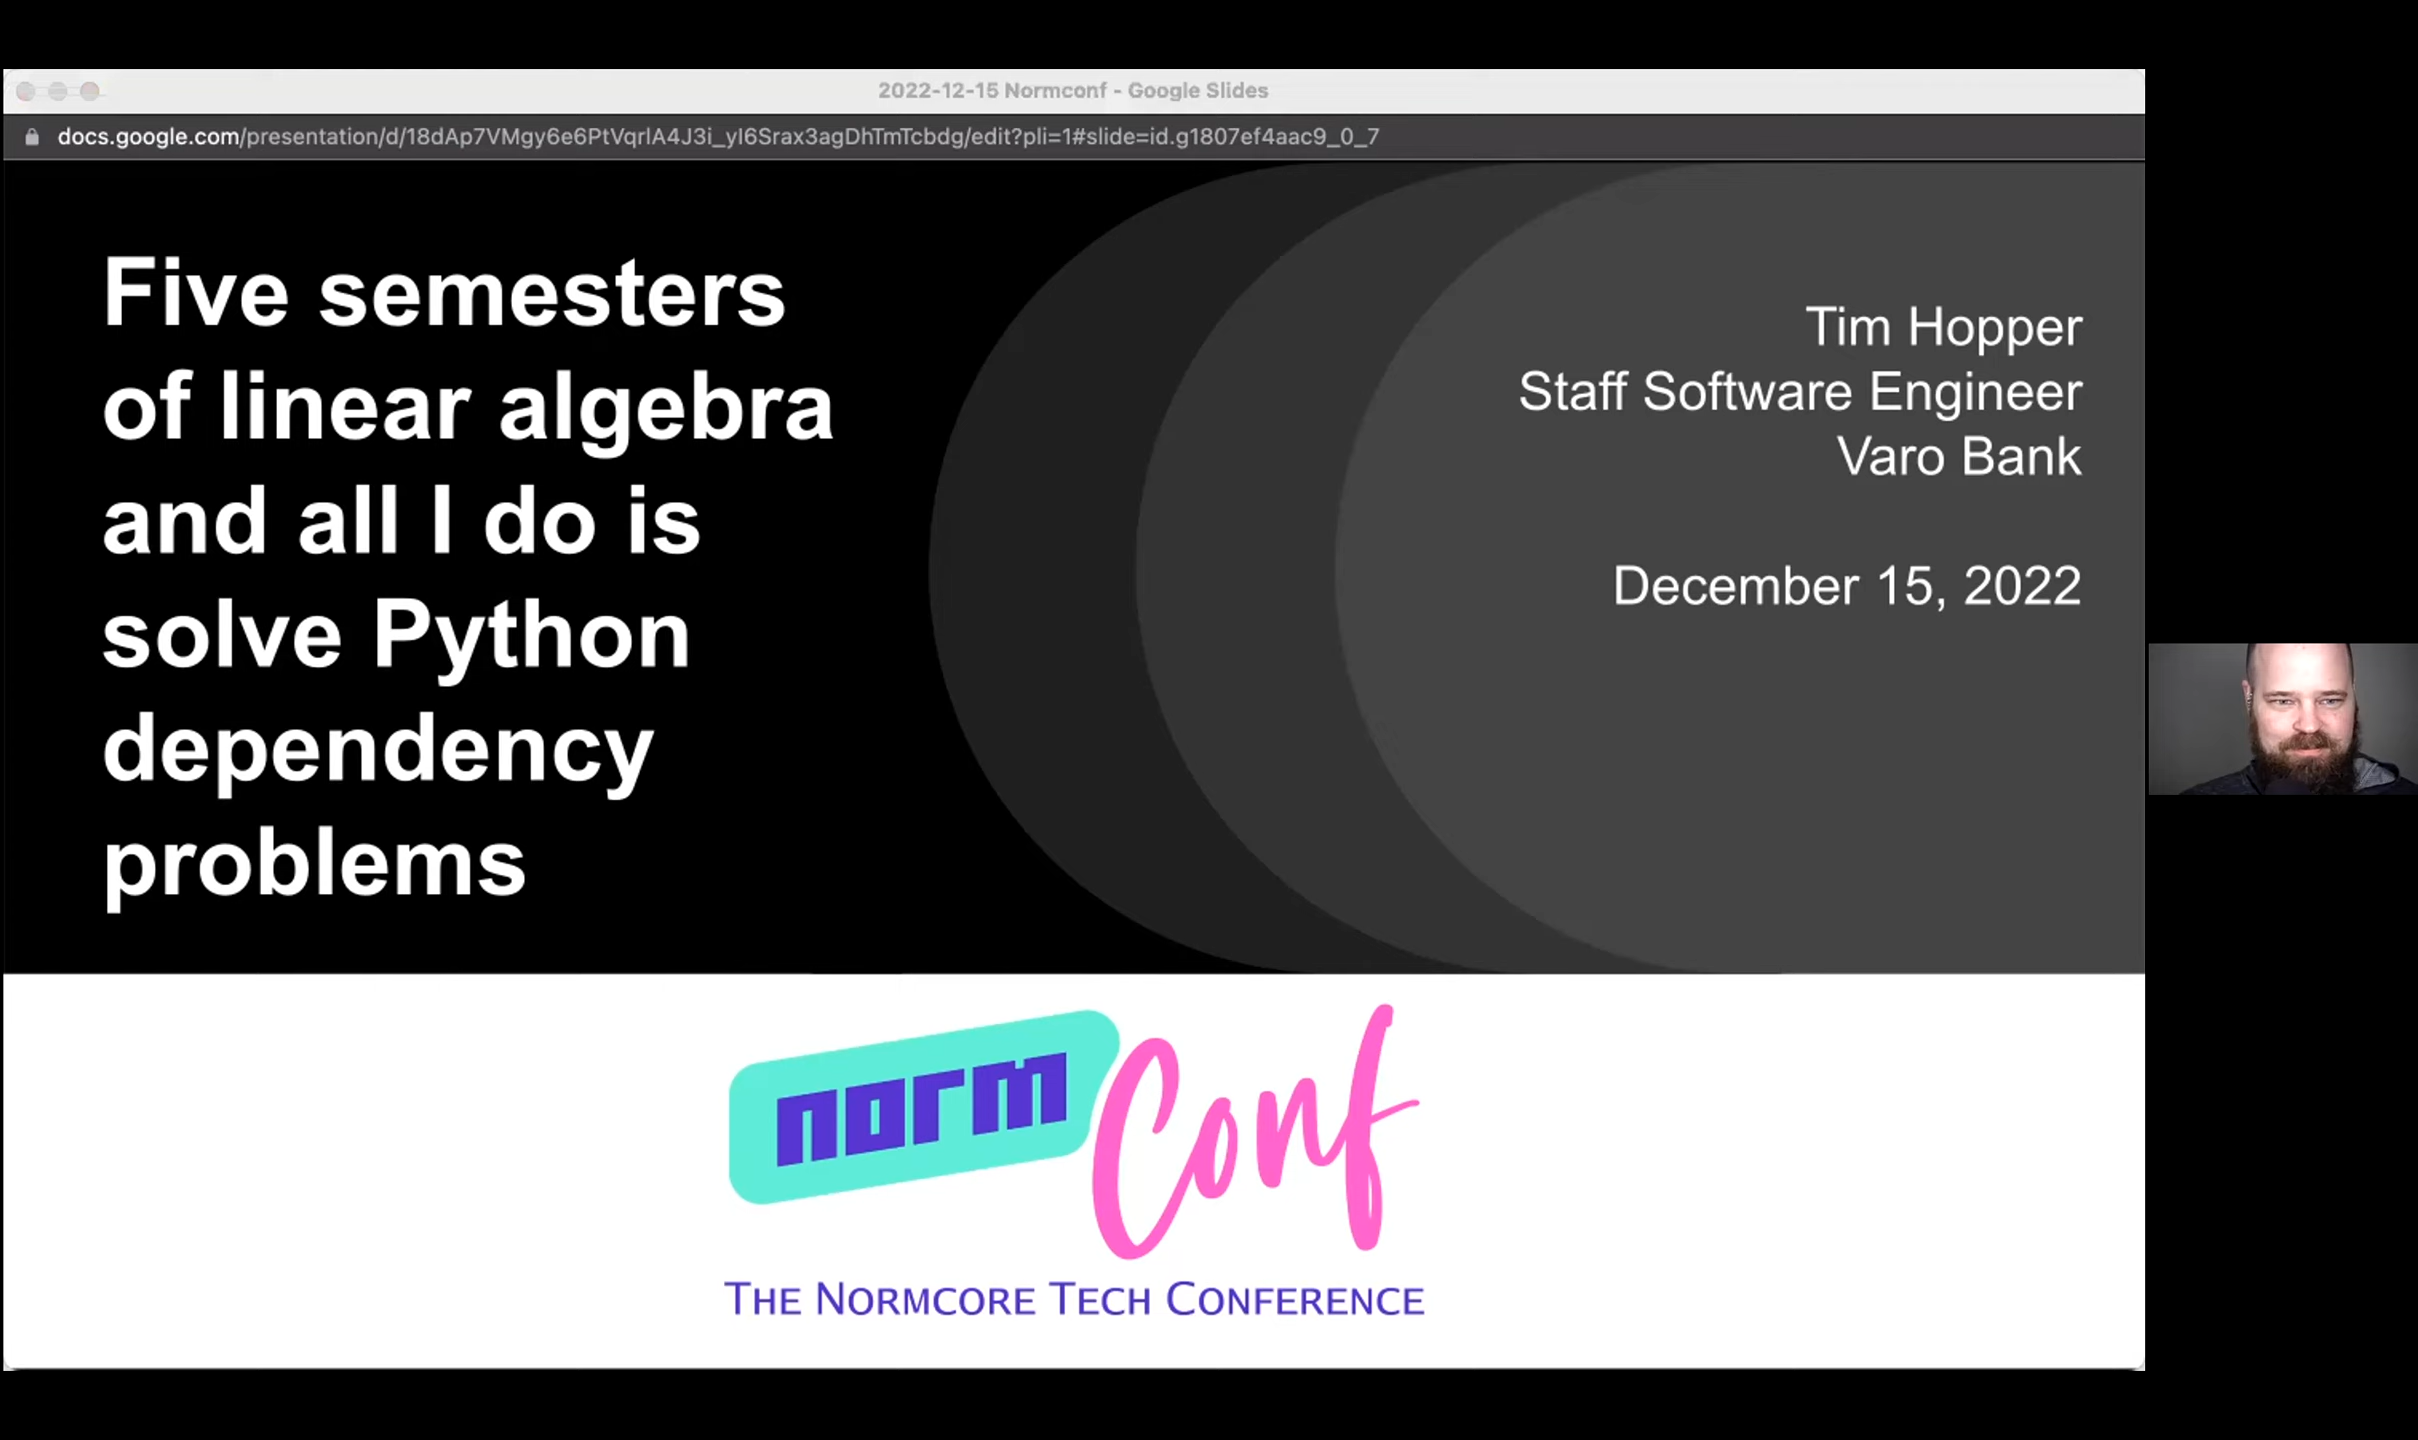 2022-12-15 Normconf - Google Slides
docs.google.com/presentation/d/18dAp7VMgy6e6PtVqrlA4J3i_yI6Srax3agDhTmTcbdg/edit?pli=1#slide=id.g1807ef4aac9_0_7
Five semesters
of linear algebra
and all I do is
solve Python
dependency
problems
Tim Hopper
Staff Software Engineer
Varo Bank
December 15, 2022
norm Conf
THE NORMCORE TECH CONFERENCE